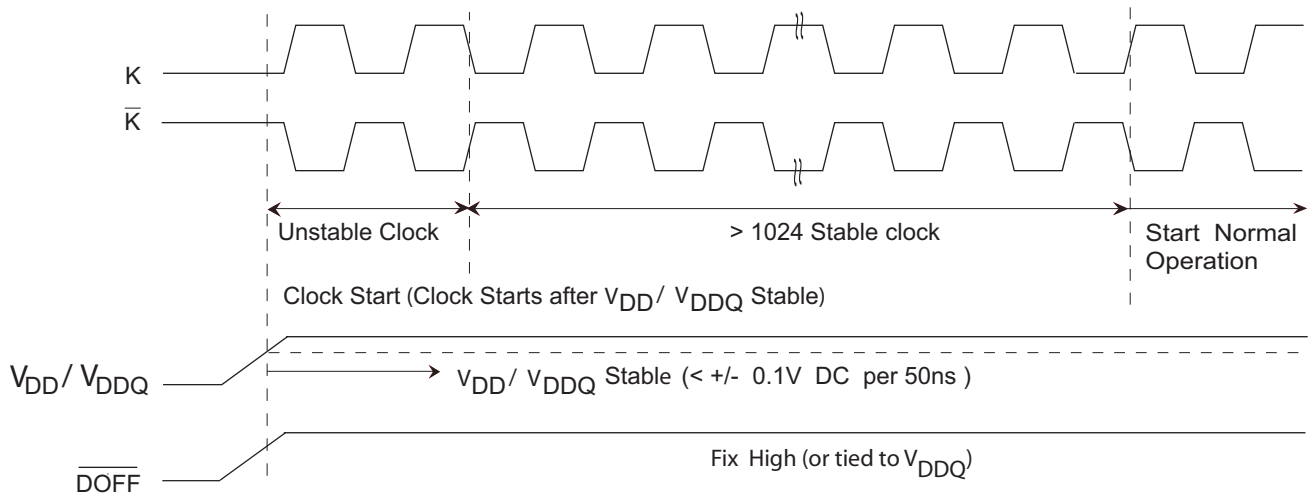 K
K̅
Unstable Clock
> 1024 Stable clock
Start Normal
Operation
Clock Start (Clock Starts after VDD/ VDDQ Stable)
VDD/ VDDQ
VDD/ VDDQ Stable (< +/- 0.1V DC per 50ns )
Fix High (or tied to VDDQ)
D̅O̅F̅F̅